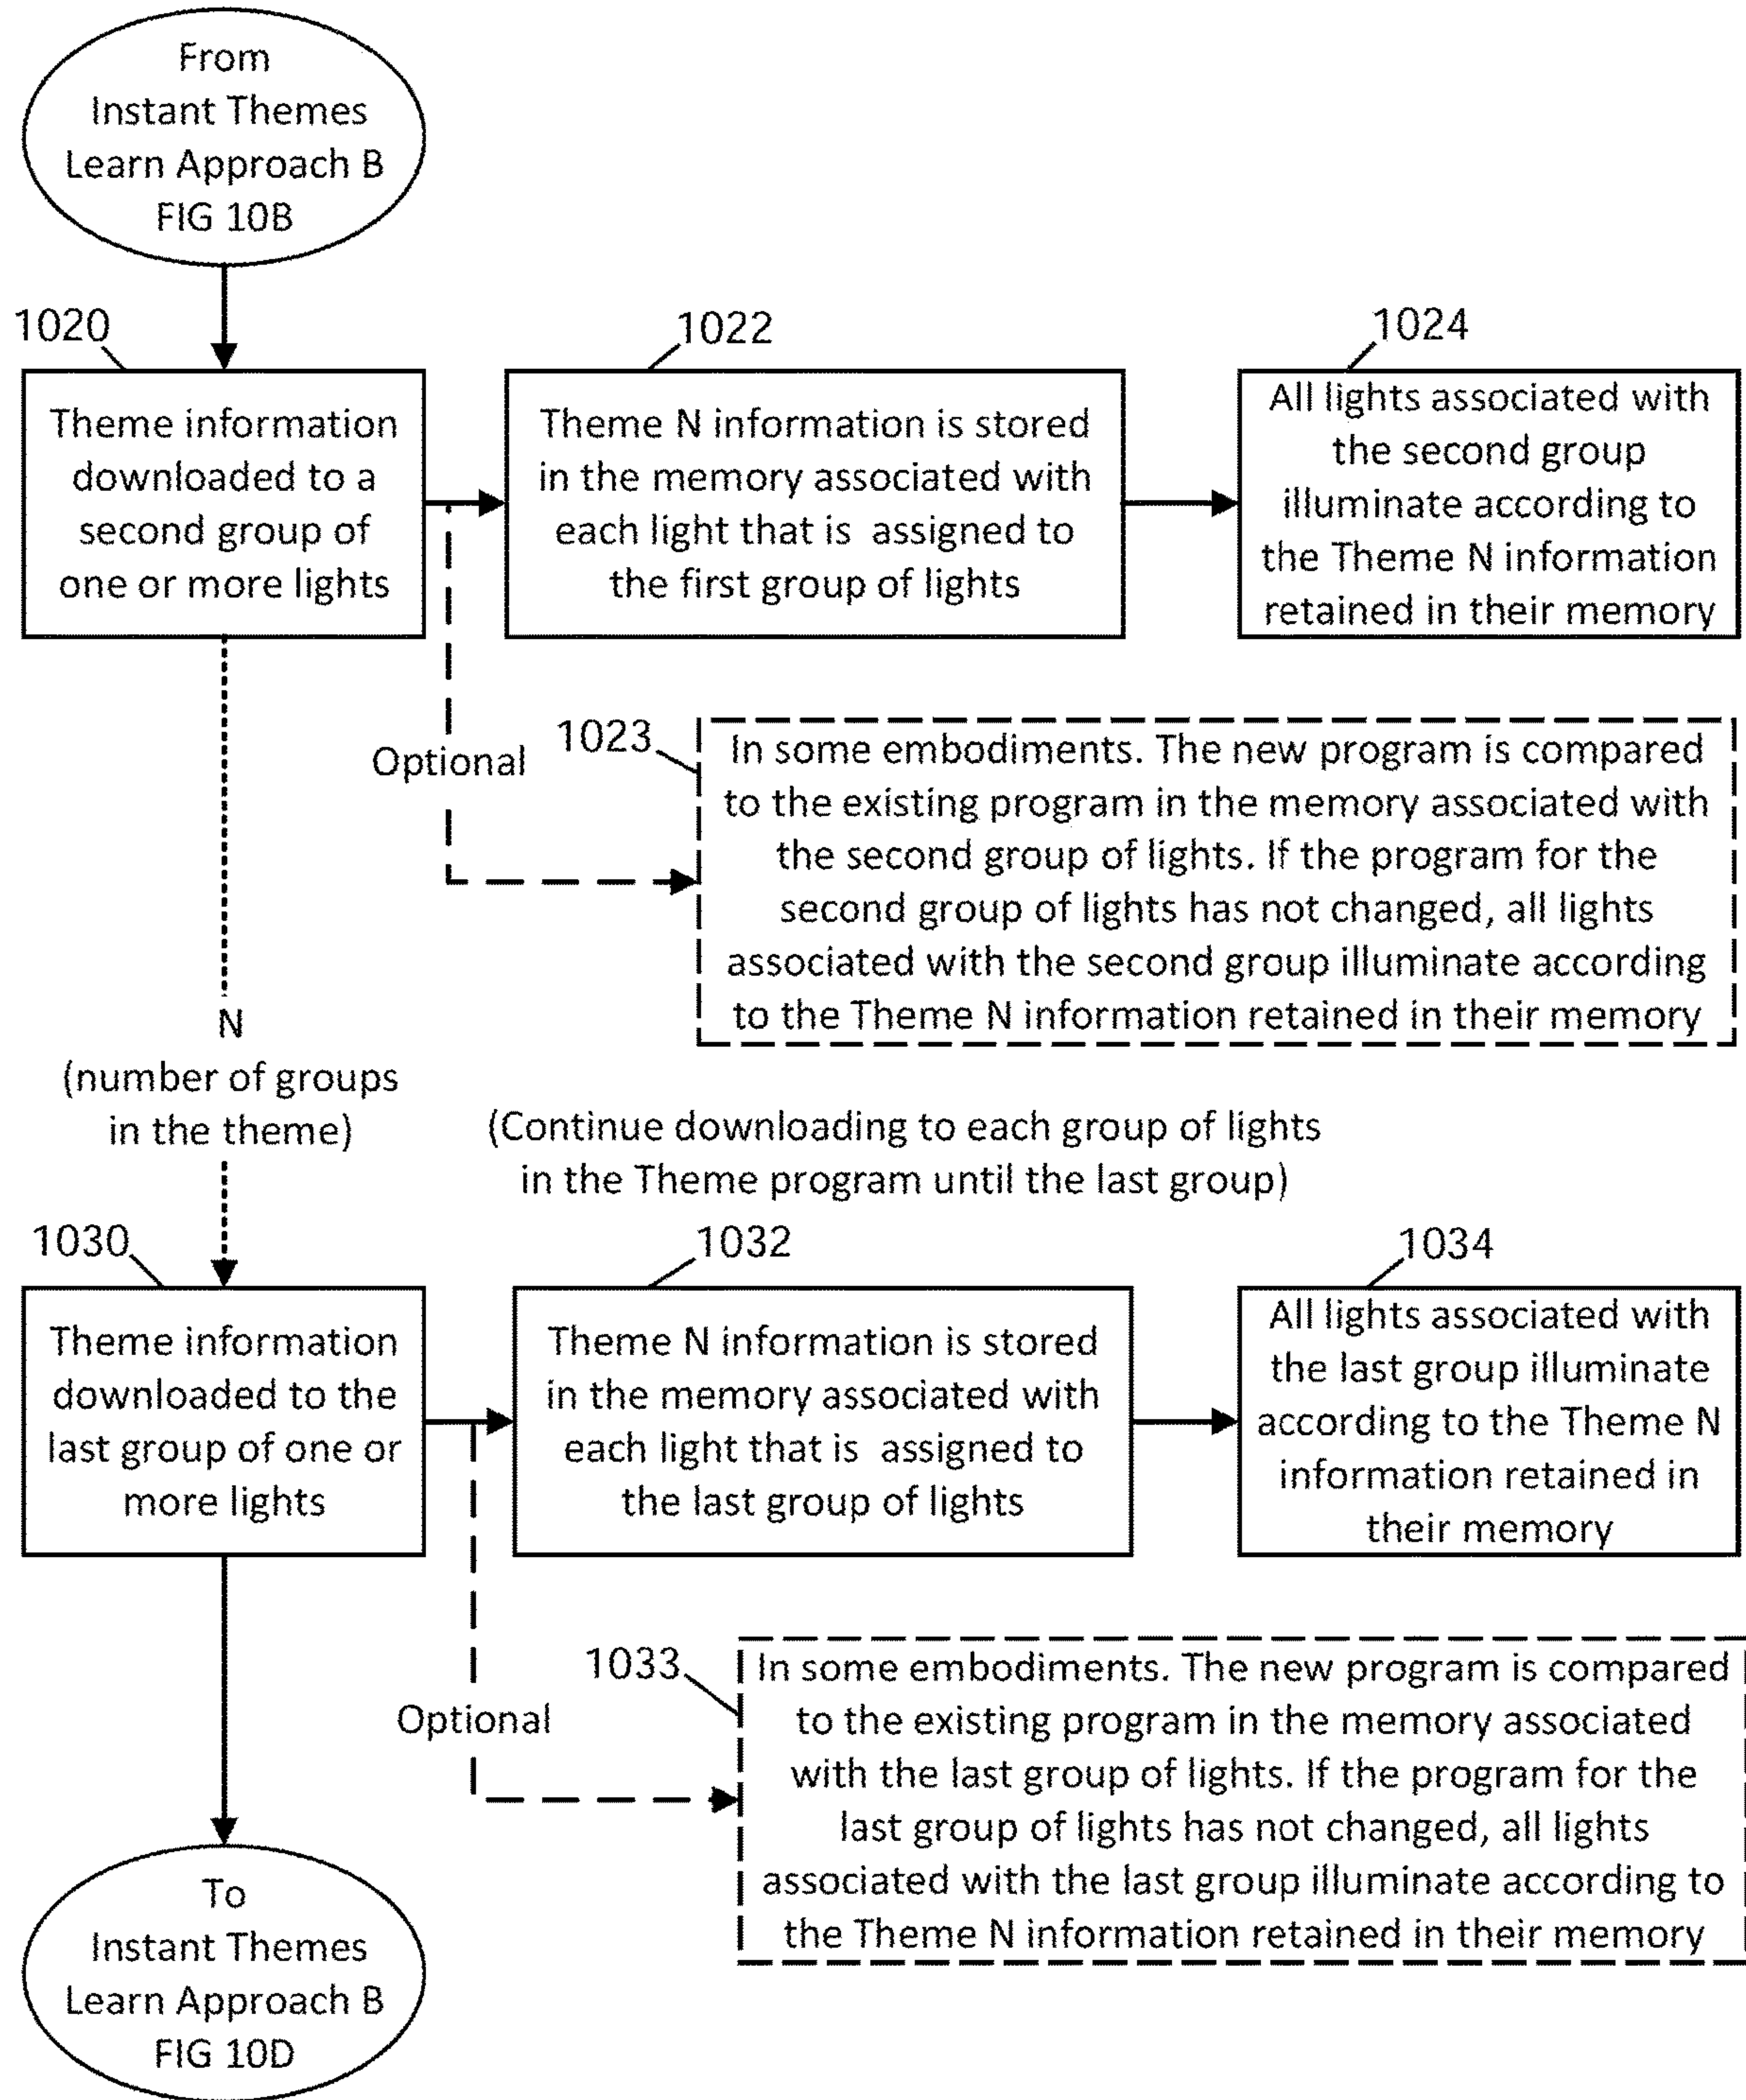 From
Instant Themes
Learn Approach B
FIG 10B
1020
Theme information
downloaded to a
second group of
one or more lights
1022
Theme N information is stored
in the memory associated with
each light that is assigned to
the first group of lights
1024
All lights associated with
the second group
illuminate according to
the Theme N information
retained in their memory
Optional
1023
In some embodiments. The new program is compared
to the existing program in the memory associated with
the second group of lights. If the program for the
second group of lights has not changed, all lights
associated with the second group illuminate according
to the Theme N information retained in their memory
N
(number of groups
in the theme)
(Continue downloading to each group of lights
in the Theme program until the last group)
1030
Theme information
downloaded to the
last group of one or
more lights
1032
Theme N information is stored
in the memory associated with
each light that is assigned to
the last group of lights
1034
All lights associated with
the last group illuminate
according to the Theme N
information retained in
their memory
Optional
1033
In some embodiments. The new program is compared
to the existing program in the memory associated
with the last group of lights. If the program for the
last group of lights has not changed, all lights
associated with the last group illuminate according to
the Theme N information retained in their memory
To
Instant Themes
Learn Approach B
FIG 10D